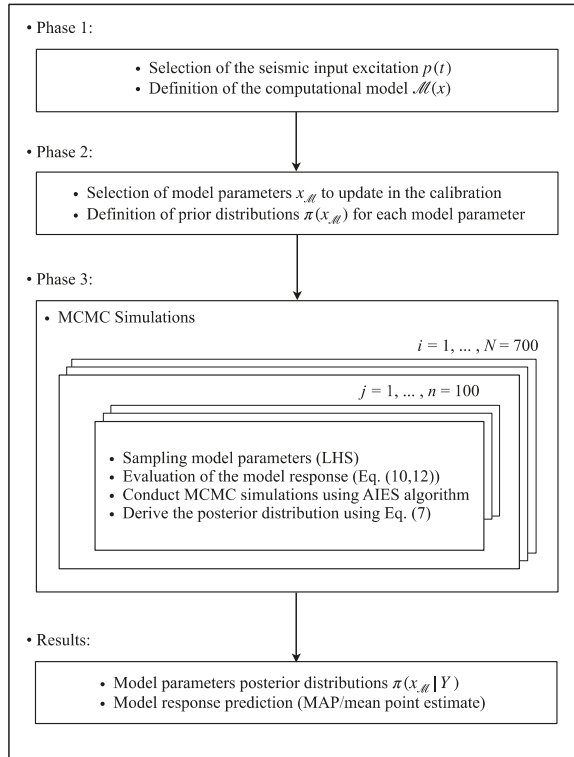 • Phase 1:
• Selection of the seismic input excitation p(t)
• Definition of the computational model ℳ(x)
• Phase 2:
• Selection of model parameters x_ℳ to update in the calibration
• Definition of prior distributions π(x_ℳ) for each model parameter
• Phase 3:
• MCMC Simulations
i = 1, ... , N = 700
j = 1, ... , n = 100
• Sampling model parameters (LHS)
• Evaluation of the model response (Eq. (10,12))
• Conduct MCMC simulations using AIES algorithm
• Derive the posterior distribution using Eq. (7)
• Results:
• Model parameters posterior distributions π(x_ℳ | Y)
• Model response prediction (MAP/mean point estimate)